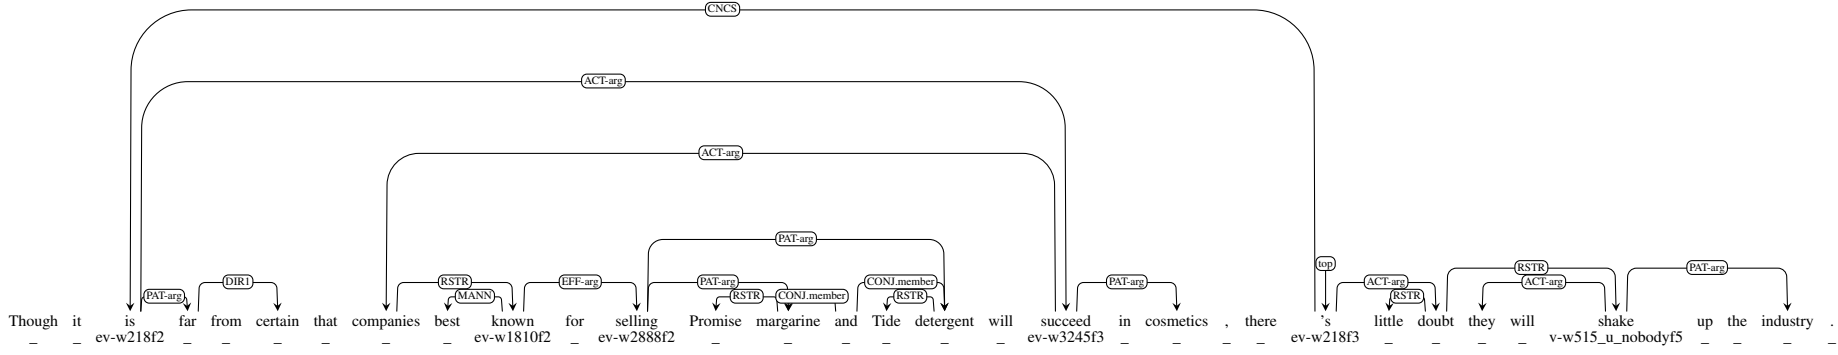 CNCS
ACT-arg
ACT-arg
PAT-arg
top
RSTR PAT-arg
DIR1 RSTR EFF-arg PAT-arg CONJ.member PAT-arg ACT-arg ACT-arg
PAT-arg MANN RSTR CONJ.member RSTR RSTR
Though it is far from certain that companies best known for selling Promise margarine and Tide detergent will succeed in cosmetics , there 's little doubt they will shake up the industry .
_ _ ev-w218f2 _ _ _ _ _ _ ev-w1810f2 _ ev-w2888f2 _ _ _ _ _ _ ev-w3245f3 _ _ _ _ ev-w218f3 _ _ _ _ v-w515_u_nobodyf5 _ _ _ _